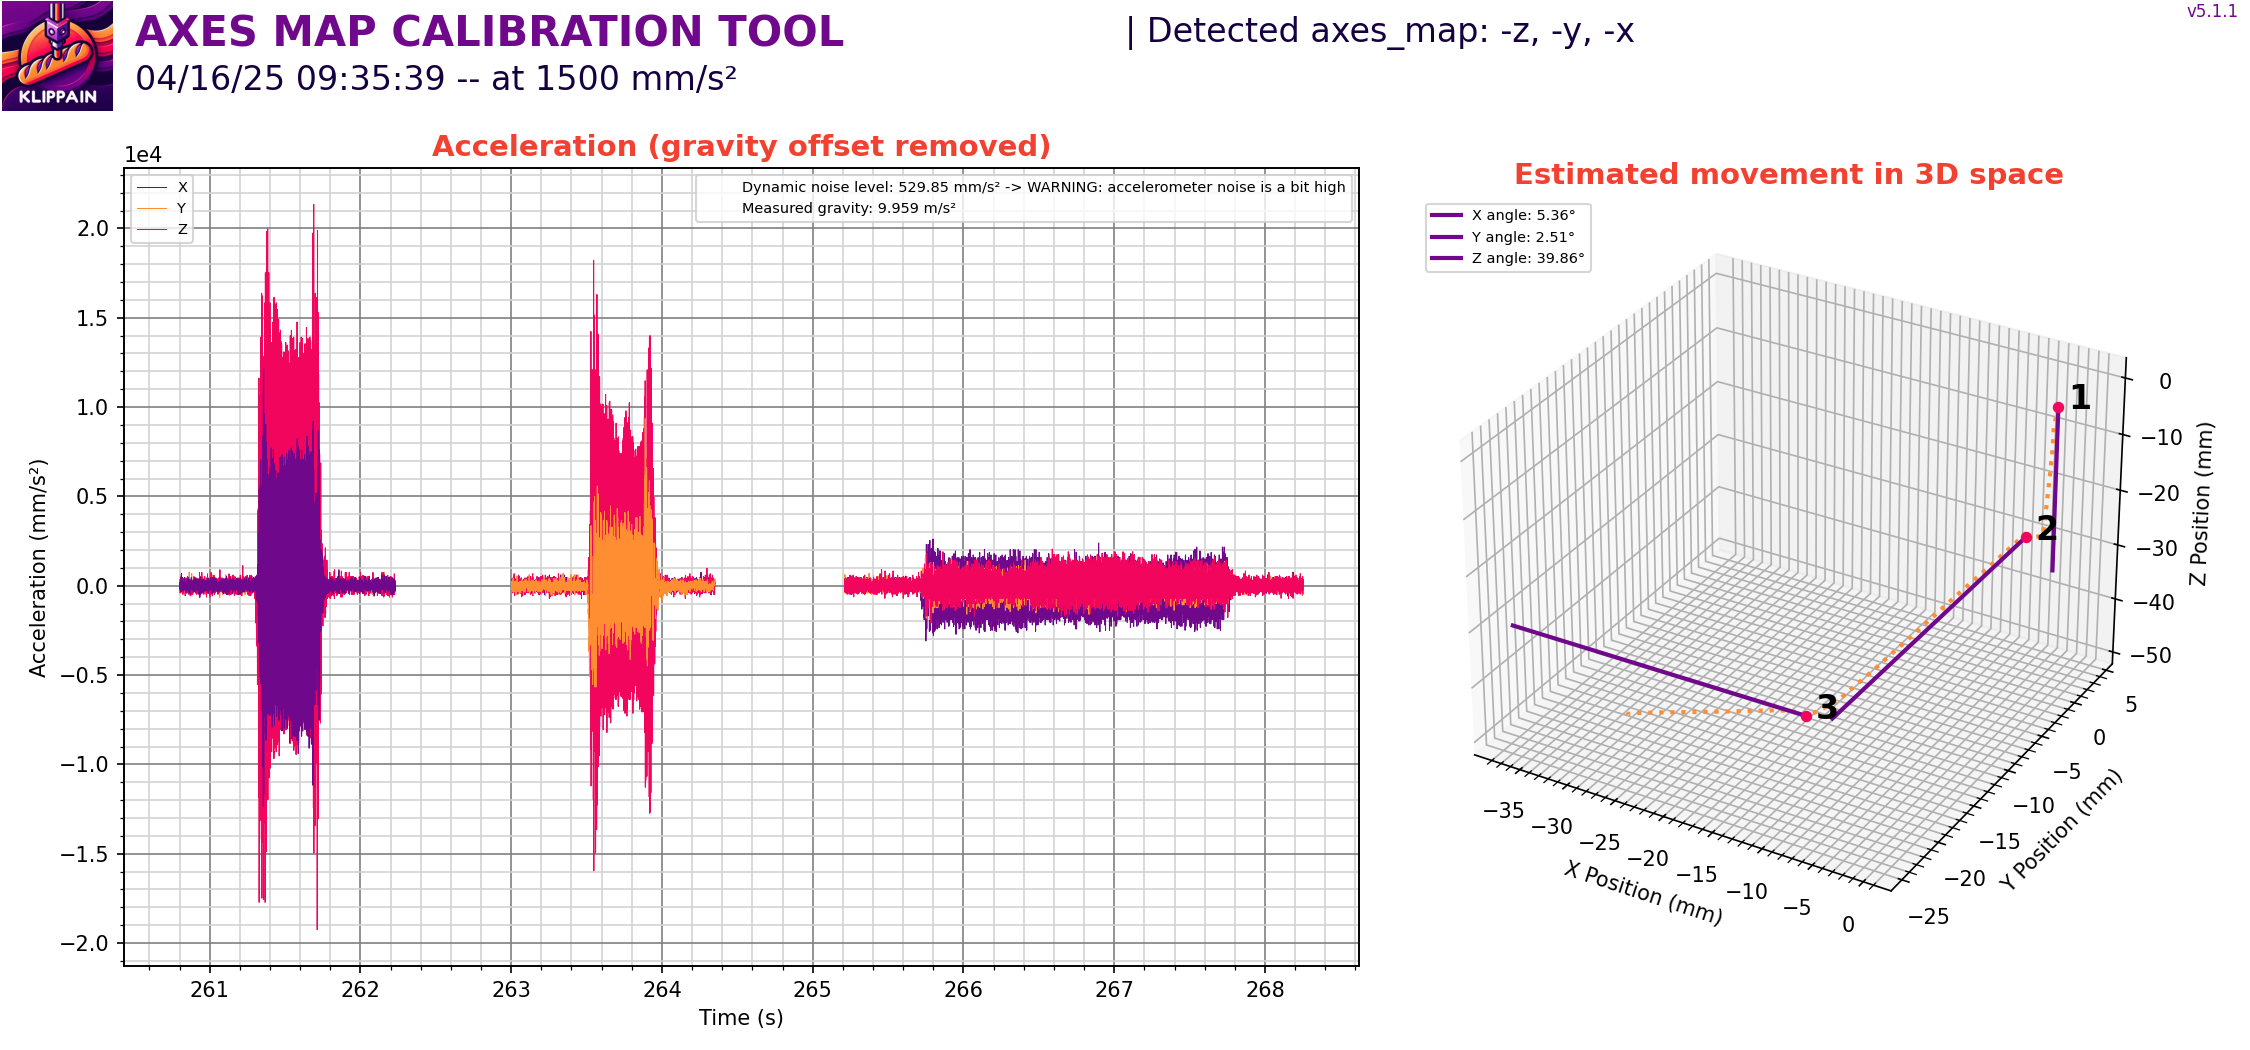 KLIPPAIN
AXES MAP CALIBRATION TOOL
| Detected axes_map: -z, -y, -x
v5.1.1
04/16/25 09:35:39 -- at 1500 mm/s²
Acceleration (gravity offset removed)
1e4
X
Y
Z
Dynamic noise level: 529.85 mm/s² -> WARNING: accelerometer noise is a bit high
Measured gravity: 9.959 m/s²
2.0
1.5
1.0
0.5
0.0
−0.5
−1.0
−1.5
−2.0
Acceleration (mm/s²)
261
262
263
264
265
266
267
268
Time (s)
Estimated movement in 3D space
X angle: 5.36°
Y angle: 2.51°
Z angle: 39.86°
1
2
3
0
−10
−20
−30
−40
−50
Z Position (mm)
5
0
−5
−10
−15
−20
−25
Y Position (mm)
−35
−30
−25
−20
−15
−10
−5
0
X Position (mm)